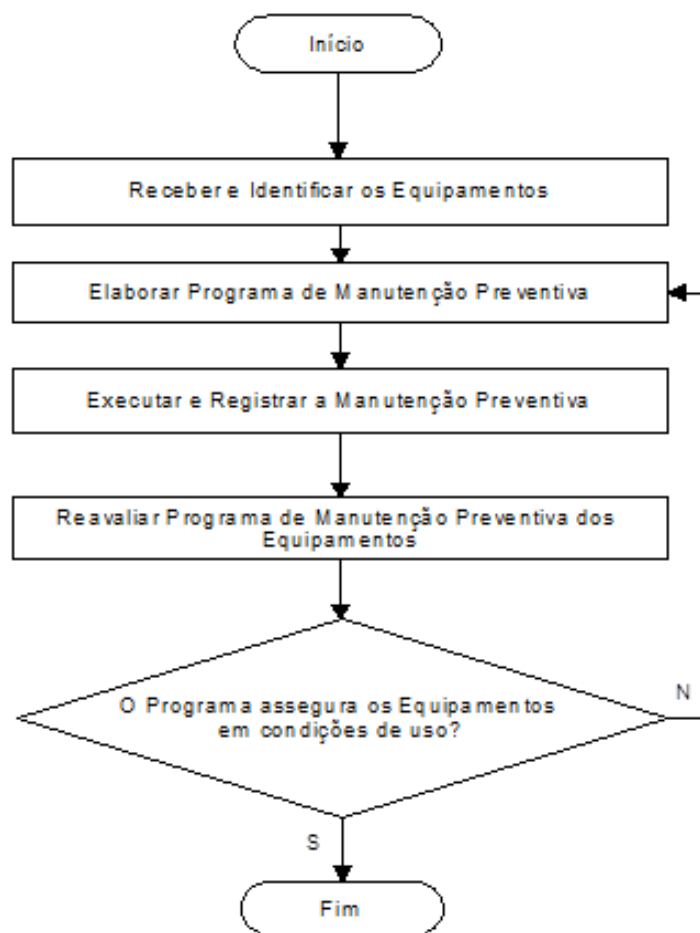 Início
Receber e Identificar os Equipamentos
Elaborar Programa de Manutenção Preventiva
Executar e Registrar a Manutenção Preventiva
Reavaliar Programa de Manutenção Preventiva dos
Equipamentos
O Programa assegura os Equipamentos
em condições de uso?
N
S
Fim